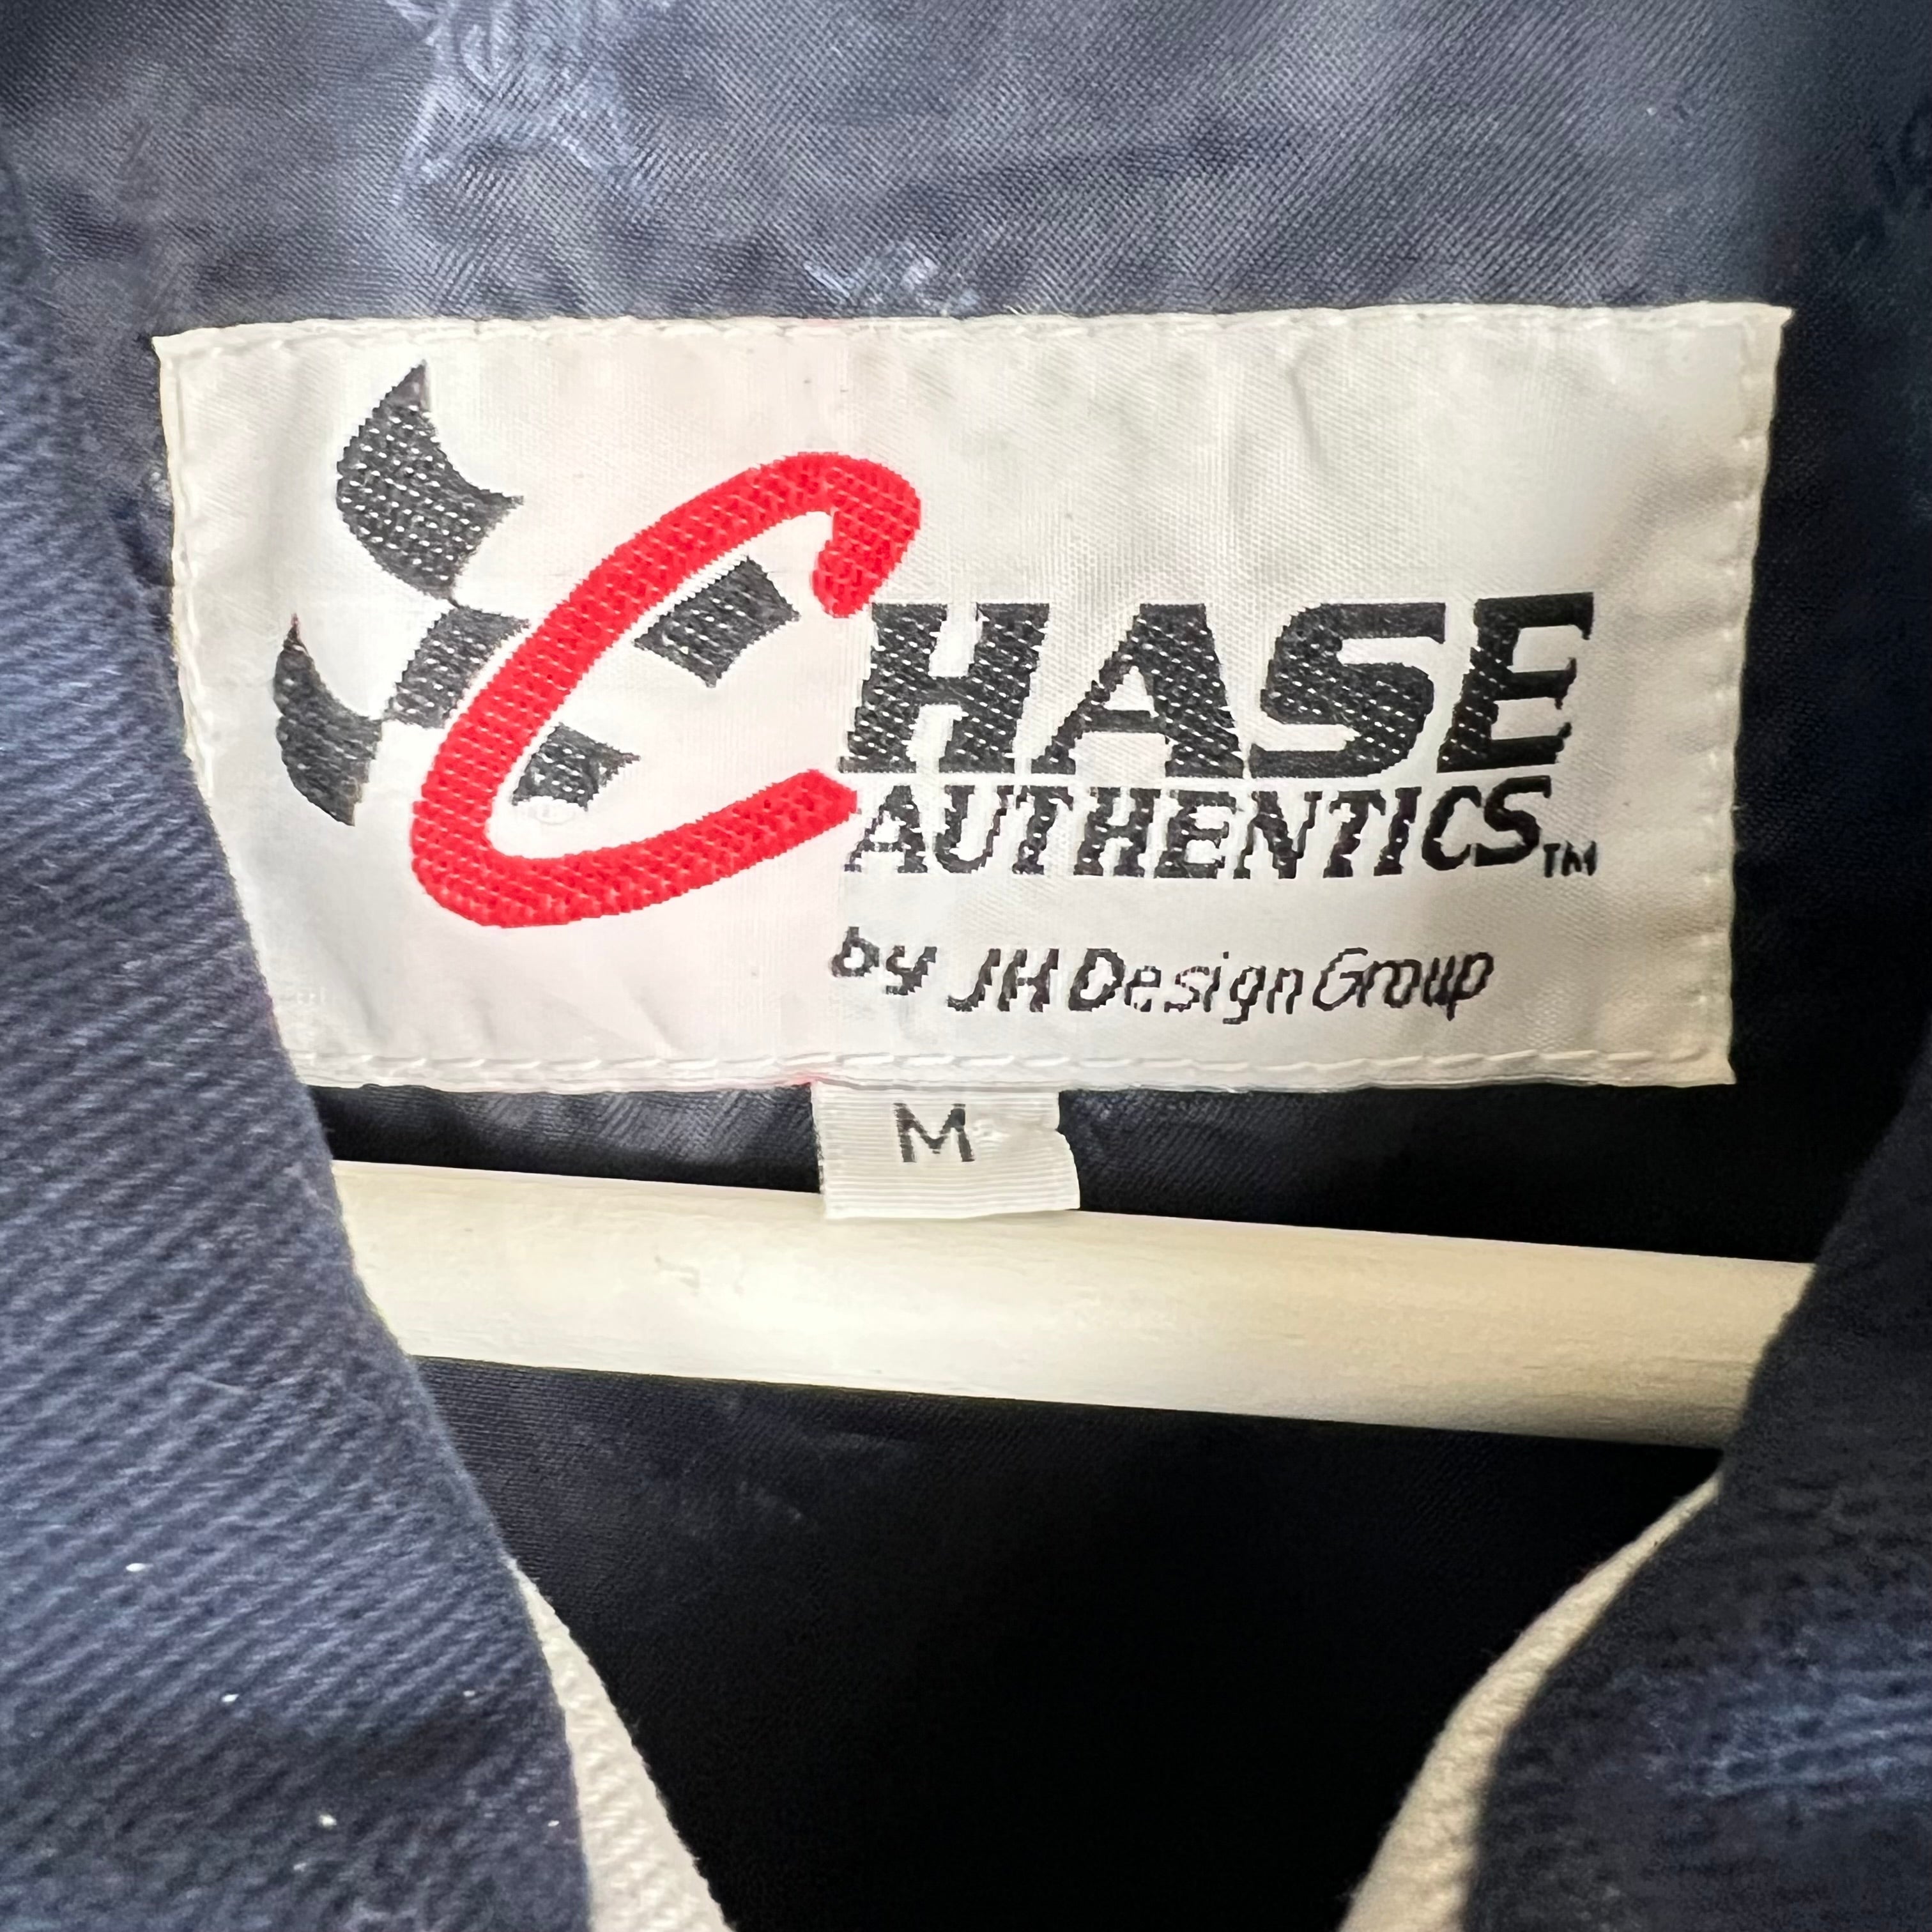 CHASE
AUTHENTICS™
by JH Design Group
M